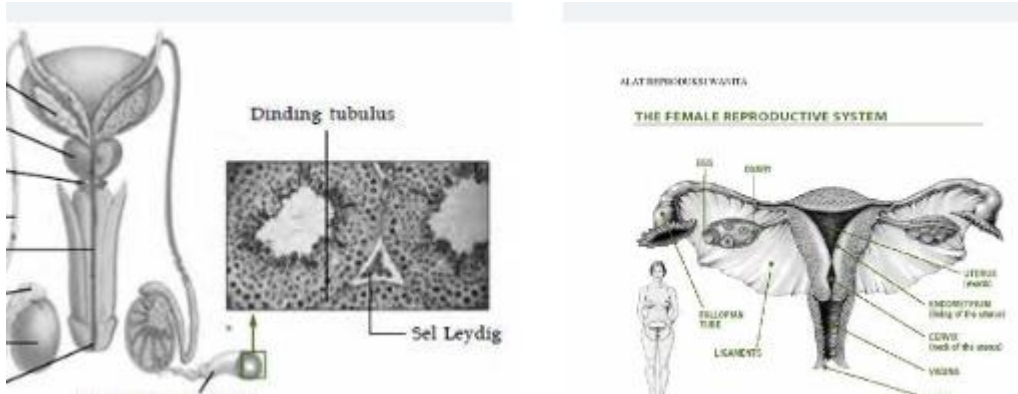 Dinding tubulus
Sel Leydig
ALAT REPRODUKSI WANITA
THE FEMALE REPRODUCTIVE SYSTEM
EGG
OVARY
UTERUS
(womb)
ENDOMETRIUM
(lining of the uterus)
FALLOPIAN
TUBE
CERVIX
(neck of the uterus)
LIGAMENTS
VAGINA